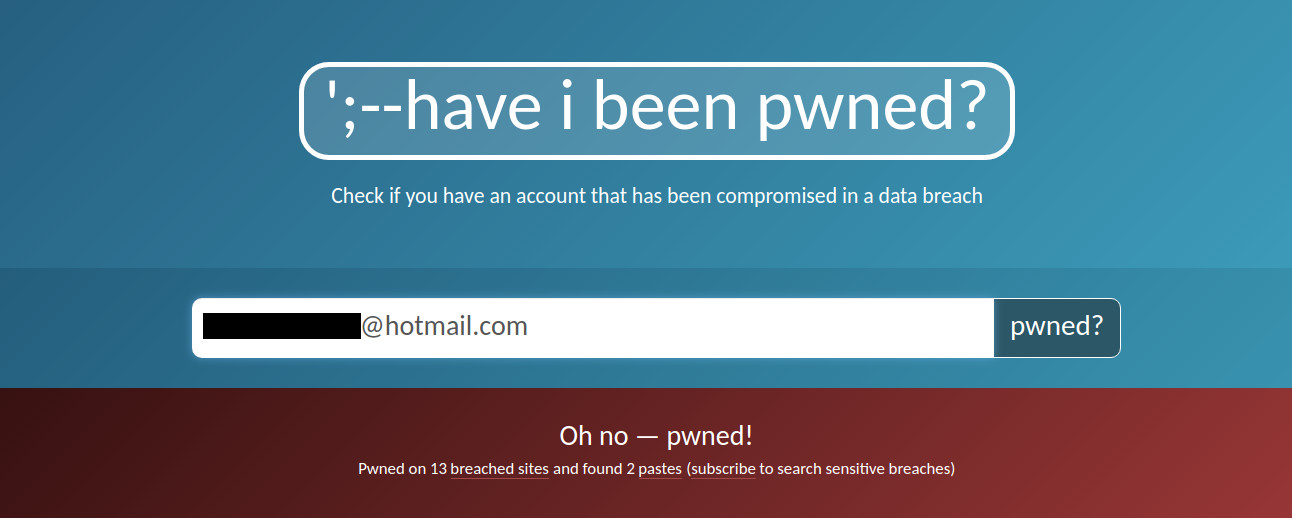 ';--have i been pwned?
Check if you have an account that has been compromised in a data breach
@hotmail.com pwned?
Oh no — pwned!
Pwned on 13 breached sites and found 2 pastes (subscribe to search sensitive breaches)